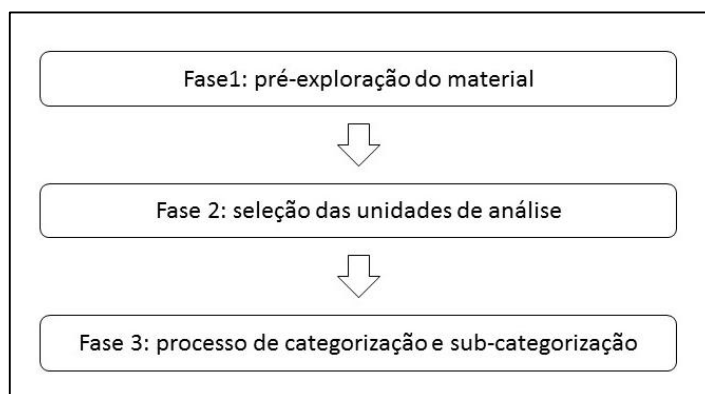 Fase1: pré-exploração do material
Fase 2: seleção das unidades de análise
Fase 3: processo de categorização e sub-categorização